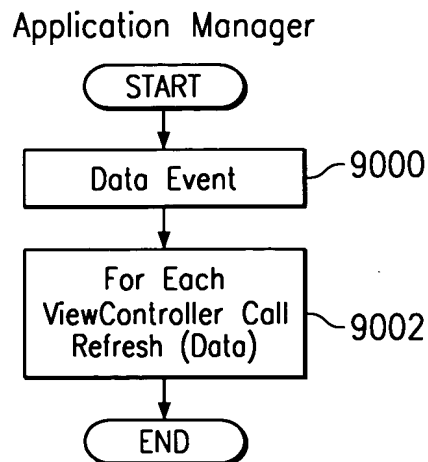 Application Manager
START
Data Event
9000
For Each
ViewController Call
Refresh (Data)
9002
END